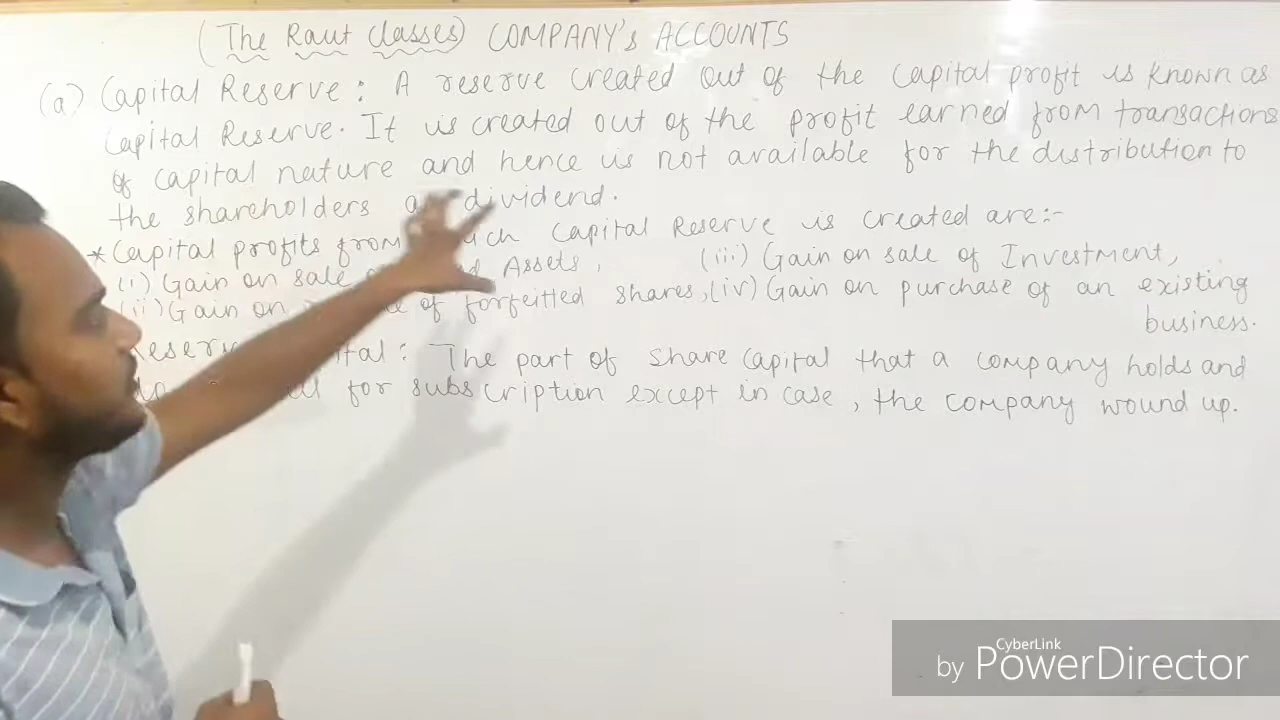 (The Raut Classes) COMPANY's ACCOUNTS
(a) Capital Reserve: A reserve created out of the capital profit is known as
Capital Reserve. It is created out of the profit earned from transactions
of capital nature and hence is not available for the distribution to
the shareholders dividend.
* Capital profits from Capital Reserve is created are:-
(i) Gain on sale Assets, (iii) Gain on sale of Investment,
Gain on of forfeitted shares, (iv) Gain on purchase of an existing
business.
: The part of share capital that a company holds and
for subscription except in case, the company wound up.
CyberLink
by PowerDirector